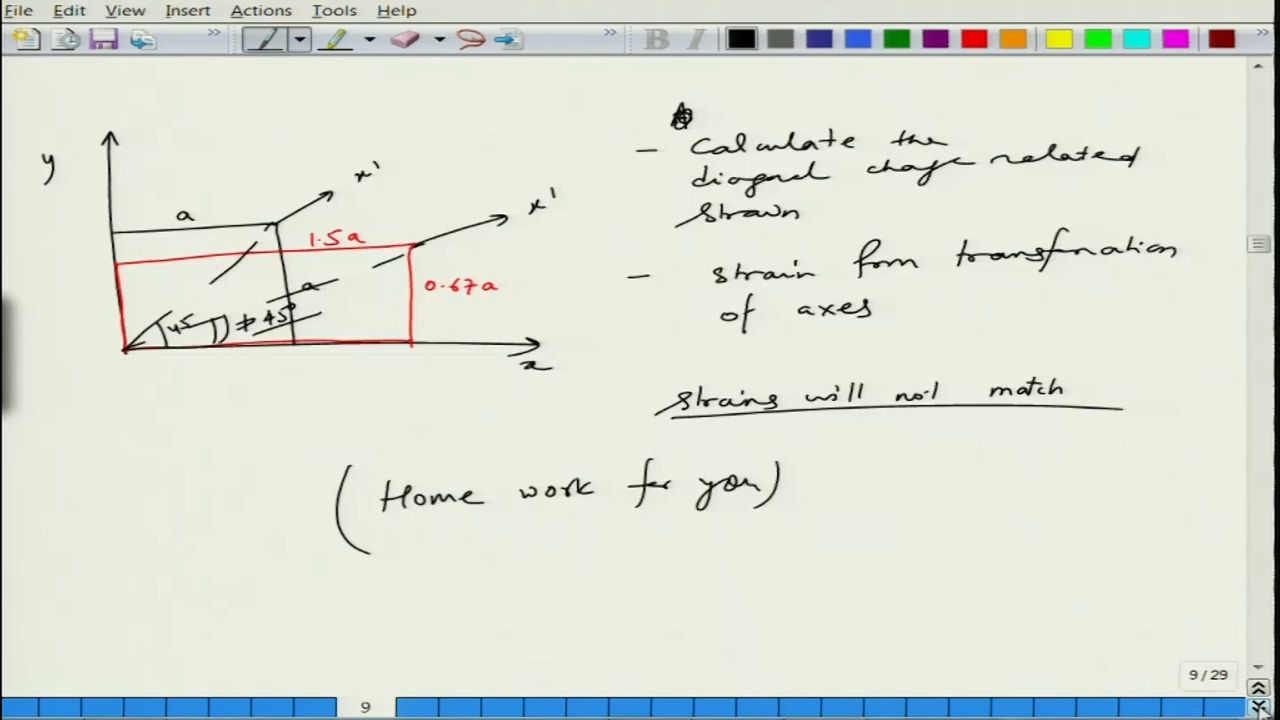 File Edit View Insert Actions Tools Help
B I
y
a
x'
x'
1.5a
a
0.67a
45
≠ 45°
x
- Calculate the
diagonal change related
strain
- strain from transformation
of axes
strains will not match
(Home work for you)
9 / 29
9